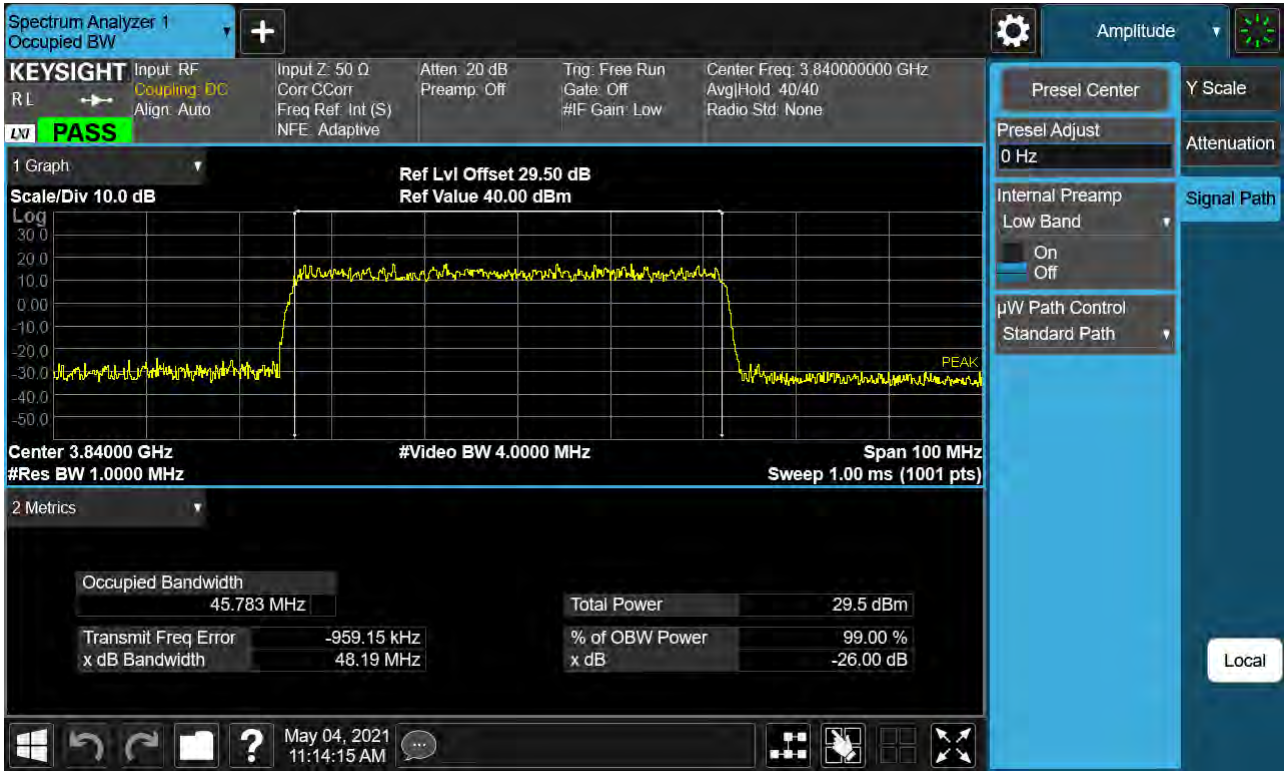 Spectrum Analyzer 1
Occupied BW
Amplitude
KEYSIGHT
R L
LXI
PASS
Input: RF
Coupling: DC
Align: Auto
Input Z: 50 Ω
Corr CCorr
Freq Ref: Int (S)
NFE: Adaptive
Atten: 20 dB
Preamp: Off
Trig: Free Run
Gate: Off
#IF Gain: Low
Center Freq: 3.840000000 GHz
Avg|Hold: 40/40
Radio Std: None
1 Graph
Scale/Div 10.0 dB
Ref Lvl Offset 29.50 dB
Ref Value 40.00 dBm
Log
30.0
20.0
10.0
0.00
-10.0
-20.0
-30.0
-40.0
-50.0
PEAK
Center 3.84000 GHz
#Video BW 4.0000 MHz
Span 100 MHz
#Res BW 1.0000 MHz
Sweep 1.00 ms (1001 pts)
2 Metrics
Occupied Bandwidth
45.783 MHz
Total Power 29.5 dBm
Transmit Freq Error -959.15 kHz
% of OBW Power 99.00 %
x dB Bandwidth 48.19 MHz
x dB -26.00 dB
Presel Center
Presel Adjust
0 Hz
Internal Preamp
Low Band
On
Off
µW Path Control
Standard Path
Y Scale
Attenuation
Signal Path
Local
?
May 04, 2021
11:14:15 AM